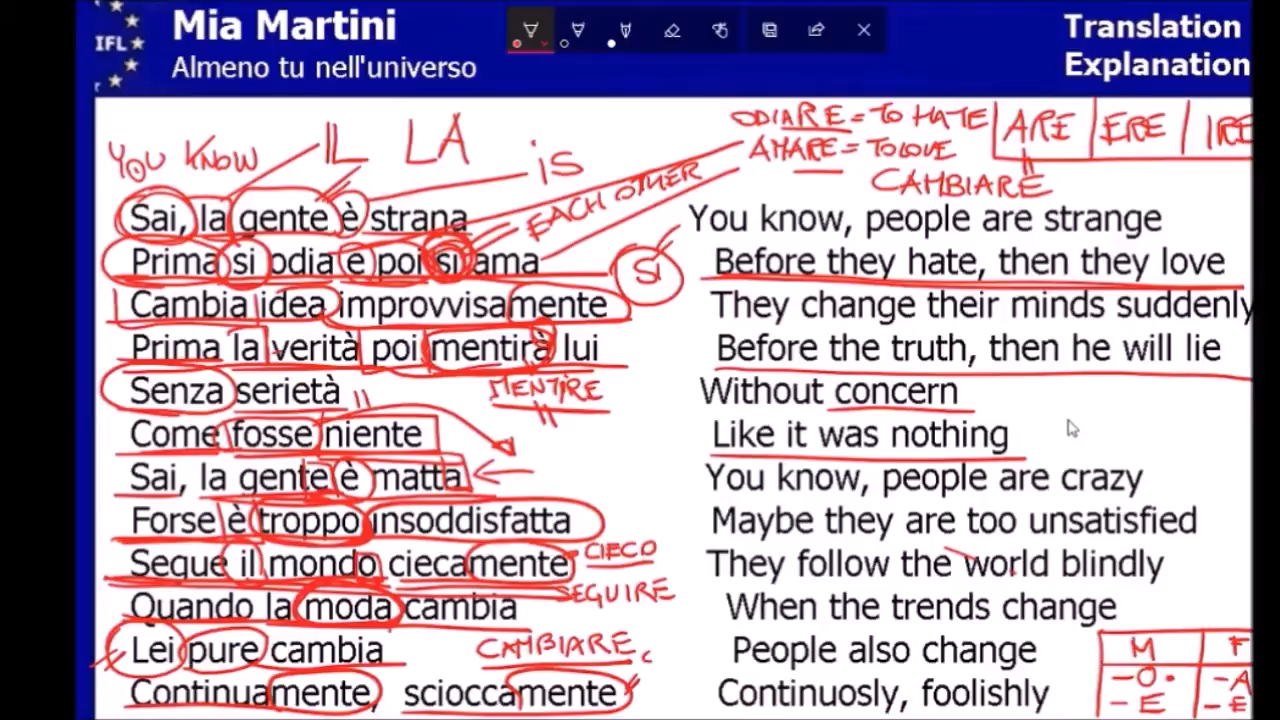 IFL
Mia Martini
Almeno tu nell'universo
Translation
Explanation
ODIARE = TO HATE
AMARE = TO LOVE
ARE ERE IRE
CAMBIARE
YOU KNOW
IL LA
is
EACH OTHER
Sai, la gente è strana
You know, people are strange
Prima si odia e poi si ama
Si
Before they hate, then they love
Cambia idea improvvisamente
They change their minds suddenly
Prima la verità poi mentirà lui
Before the truth, then he will lie
Senza serietà
MENTIRE
Without concern
Come fosse niente
Like it was nothing
Sai, la gente è matta
You know, people are crazy
Forse è troppo insoddisfatta
Maybe they are too unsatisfied
Segue il mondo ciecamente
CIECO
They follow the world blindly
SEGUIRE
Quando la moda cambia
When the trends change
Lei pure cambia
CAMBIARE
People also change
M F
Continuamente, scioccamente
Continuosly, foolishly
-O -A
-E -E